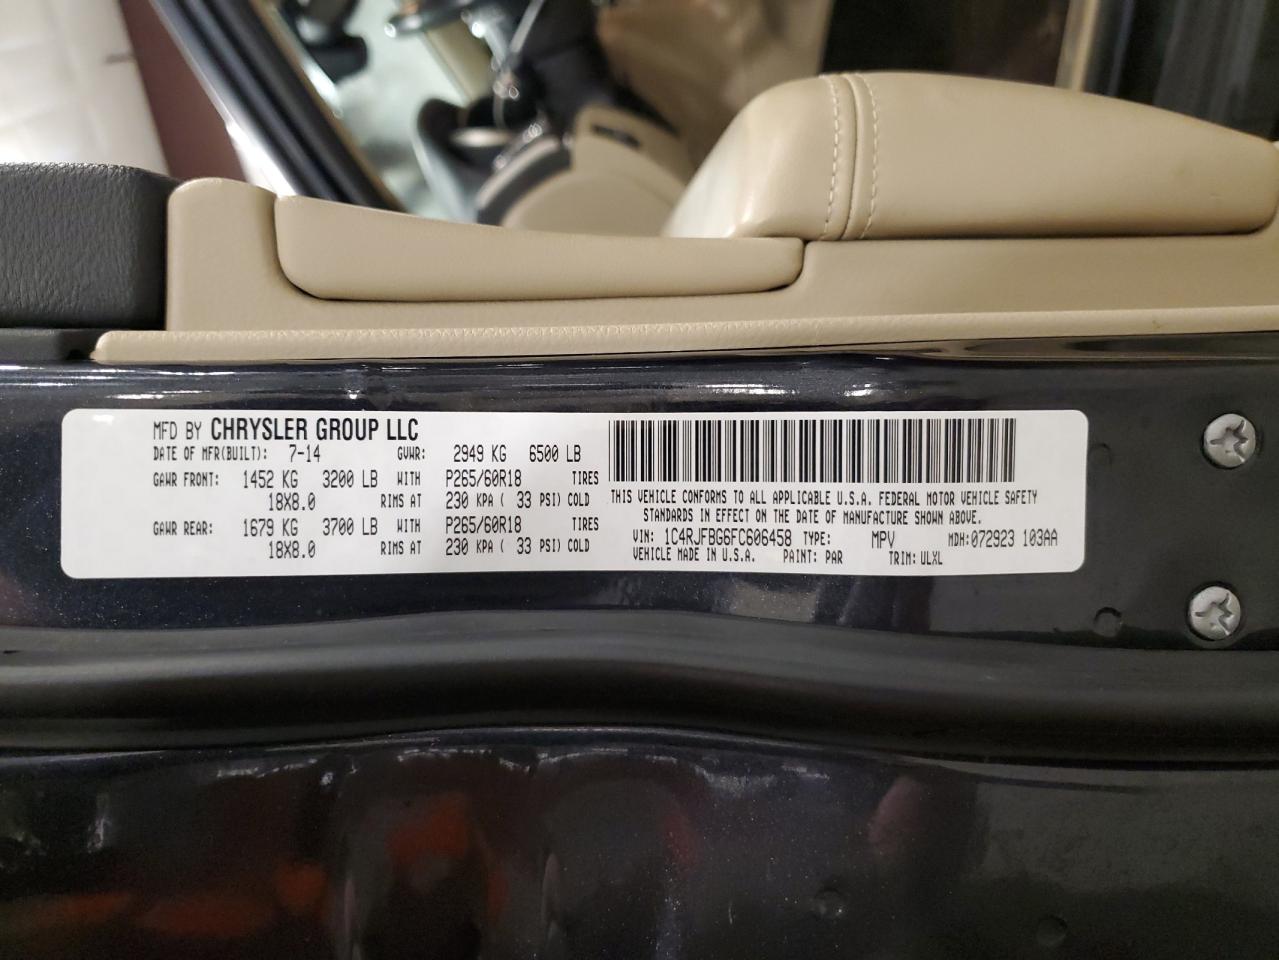 MFD BY CHRYSLER GROUP LLC
DATE OF MFR(BUILT): 7-14 GVWR: 2949 KG 6500 LB
GAWR FRONT: 1452 KG 3200 LB WITH P265/60R18 TIRES
18X8.0 RIMS AT 230 KPA ( 33 PSI) COLD
GAWR REAR: 1679 KG 3700 LB WITH P265/60R18 TIRES
18X8.0 RIMS AT 230 KPA ( 33 PSI) COLD
THIS VEHICLE CONFORMS TO ALL APPLICABLE U.S.A. FEDERAL MOTOR VEHICLE SAFETY
STANDARDS IN EFFECT ON THE DATE OF MANUFACTURE SHOWN ABOVE.
VIN: 1C4RJFBG6FC606458 TYPE: MPV MDH:072923 103AA
VEHICLE MADE IN U.S.A. PAINT: PAR TRIM: ULXL